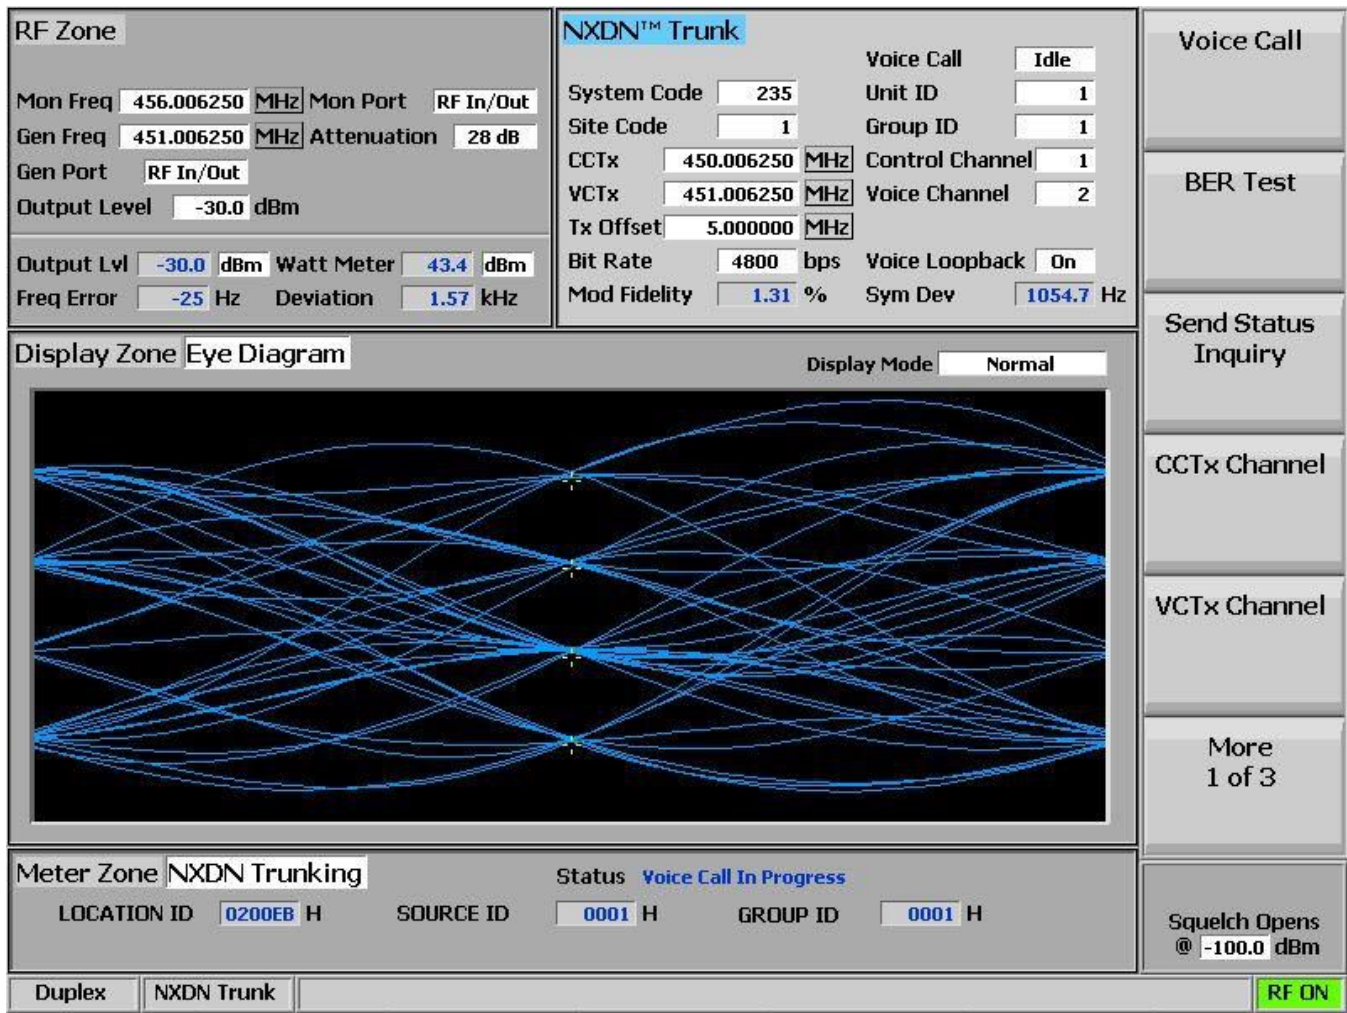 RF Zone
Mon Freq 456.006250 MHz Mon Port RF In/Out
Gen Freq 451.006250 MHz Attenuation 28 dB
Gen Port RF In/Out
Output Level -30.0 dBm
Output Lvl -30.0 dBm Watt Meter 43.4 dBm
Freq Error -25 Hz Deviation 1.57 kHz
NXDN™ Trunk
Voice Call Idle
System Code 235 Unit ID 1
Site Code 1 Group ID 1
CCTx 450.006250 MHz Control Channel 1
VCTx 451.006250 MHz Voice Channel 2
Tx Offset 5.000000 MHz
Bit Rate 4800 bps Voice Loopback On
Mod Fidelity 1.31 % Sym Dev 1054.7 Hz
Display Zone Eye Diagram
Display Mode Normal
Meter Zone NXDN Trunking
Status Voice Call In Progress
LOCATION ID 0200EB H SOURCE ID 0001 H GROUP ID 0001 H
Duplex NXDN Trunk
Voice Call
BER Test
Send Status
Inquiry
CCTx Channel
VCTx Channel
More
1 of 3
Squelch Opens
@ -100.0 dBm
RF ON